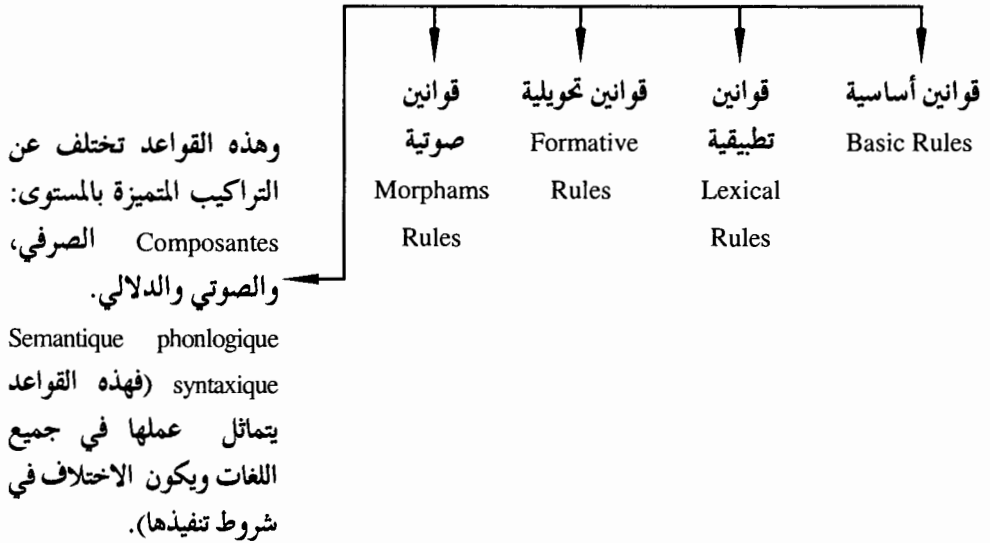 قوانين أساسية
Basic Rules
قوانين
تطبيقية
Lexical
Rules
قوانين تحويلية
Formative
Rules
قوانين
صوتية
Morphams
Rules
وهذه القواعد تختلف عن
التراكيب المتميزة بالمستوى:
Composantes الصرفي،
والصوتي والدلالي.
Semantique phonlogique
syntaxique (فهذه القواعد
يتماثل عملها في جميع
اللغات ويكون الاختلاف في
شروط تنفيذها).